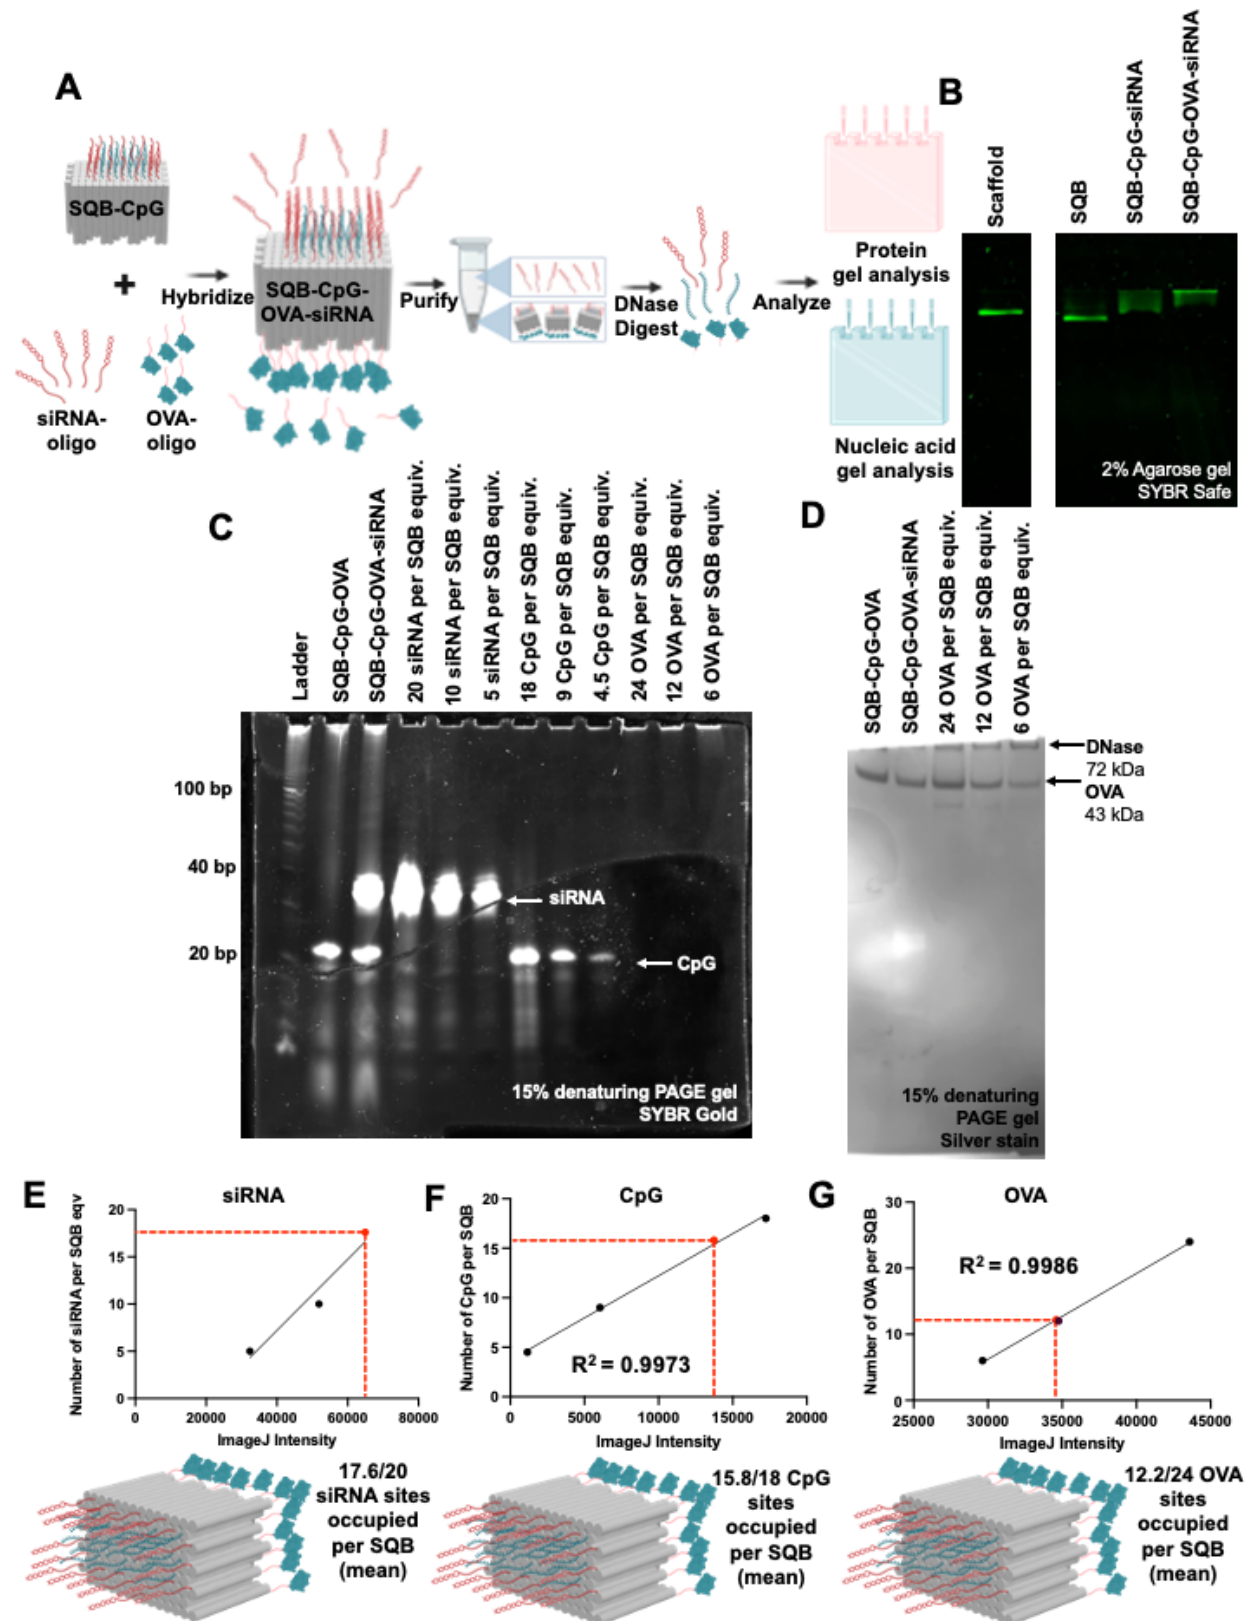 A
SQB-CpG
+
siRNA-
oligo
OVA-
oligo
Hybridize
SQB-CpG-
OVA-siRNA
Purify
DNase
Digest
Analyze
Protein
gel analysis
Nucleic acid
gel analysis
B
Scaffold
SQB
SQB-CpG-siRNA
SQB-CpG-OVA-siRNA
2% Agarose gel
SYBR Safe
C
Ladder
SQB-CpG-OVA
SQB-CpG-OVA-siRNA
20 siRNA per SQB equiv.
10 siRNA per SQB equiv.
5 siRNA per SQB equiv.
18 CpG per SQB equiv.
9 CpG per SQB equiv.
4.5 CpG per SQB equiv.
24 OVA per SQB equiv.
12 OVA per SQB equiv.
6 OVA per SQB equiv.
100 bp
40 bp
20 bp
siRNA
CpG
15% denaturing PAGE gel
SYBR Gold
D
SQB-CpG-OVA
SQB-CpG-OVA-siRNA
24 OVA per SQB equiv.
12 OVA per SQB equiv.
6 OVA per SQB equiv.
DNase
72 kDa
OVA
43 kDa
15% denaturing
PAGE gel
Silver stain
E
siRNA
Number of siRNA per SQB eqv
20
15
10
5
0
0 20000 40000 60000 80000
ImageJ Intensity
17.6/20
siRNA sites
occupied
per SQB
(mean)
F
CpG
Number of CpG per SQB
20
15
10
5
0
R² = 0.9973
0 5000 10000 15000 20000
ImageJ Intensity
15.8/18 CpG
sites
occupied
per SQB
(mean)
G
OVA
Number of OVA per SQB
30
20
10
0
R² = 0.9986
25000 30000 35000 40000 45000
ImageJ Intensity
12.2/24 OVA
sites
occupied
per SQB
(mean)